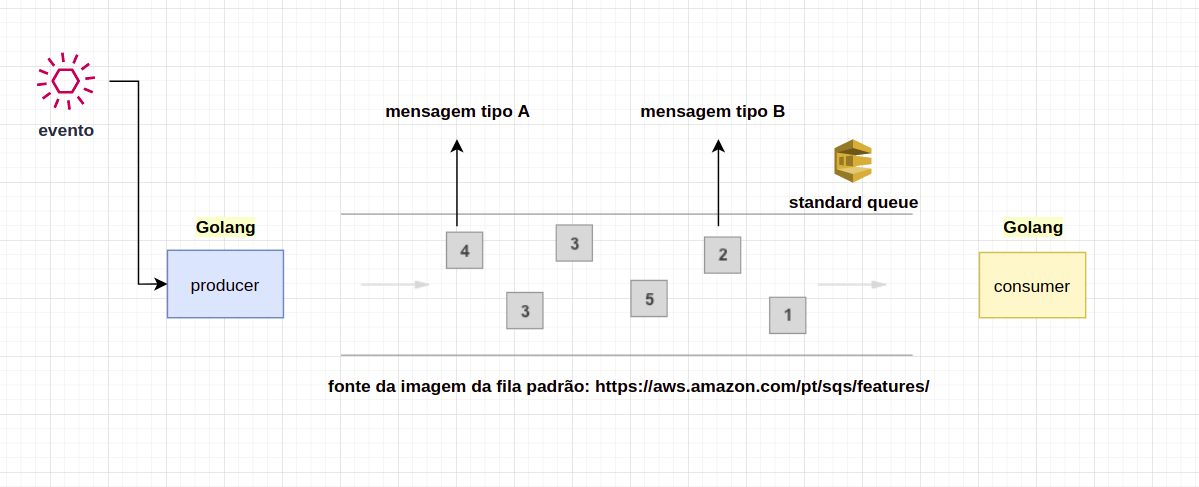 evento
mensagem tipo A
mensagem tipo B
standard queue
Golang
producer
4
3
3
5
2
1
Golang
consumer
fonte da imagem da fila padrão: https://aws.amazon.com/pt/sqs/features/